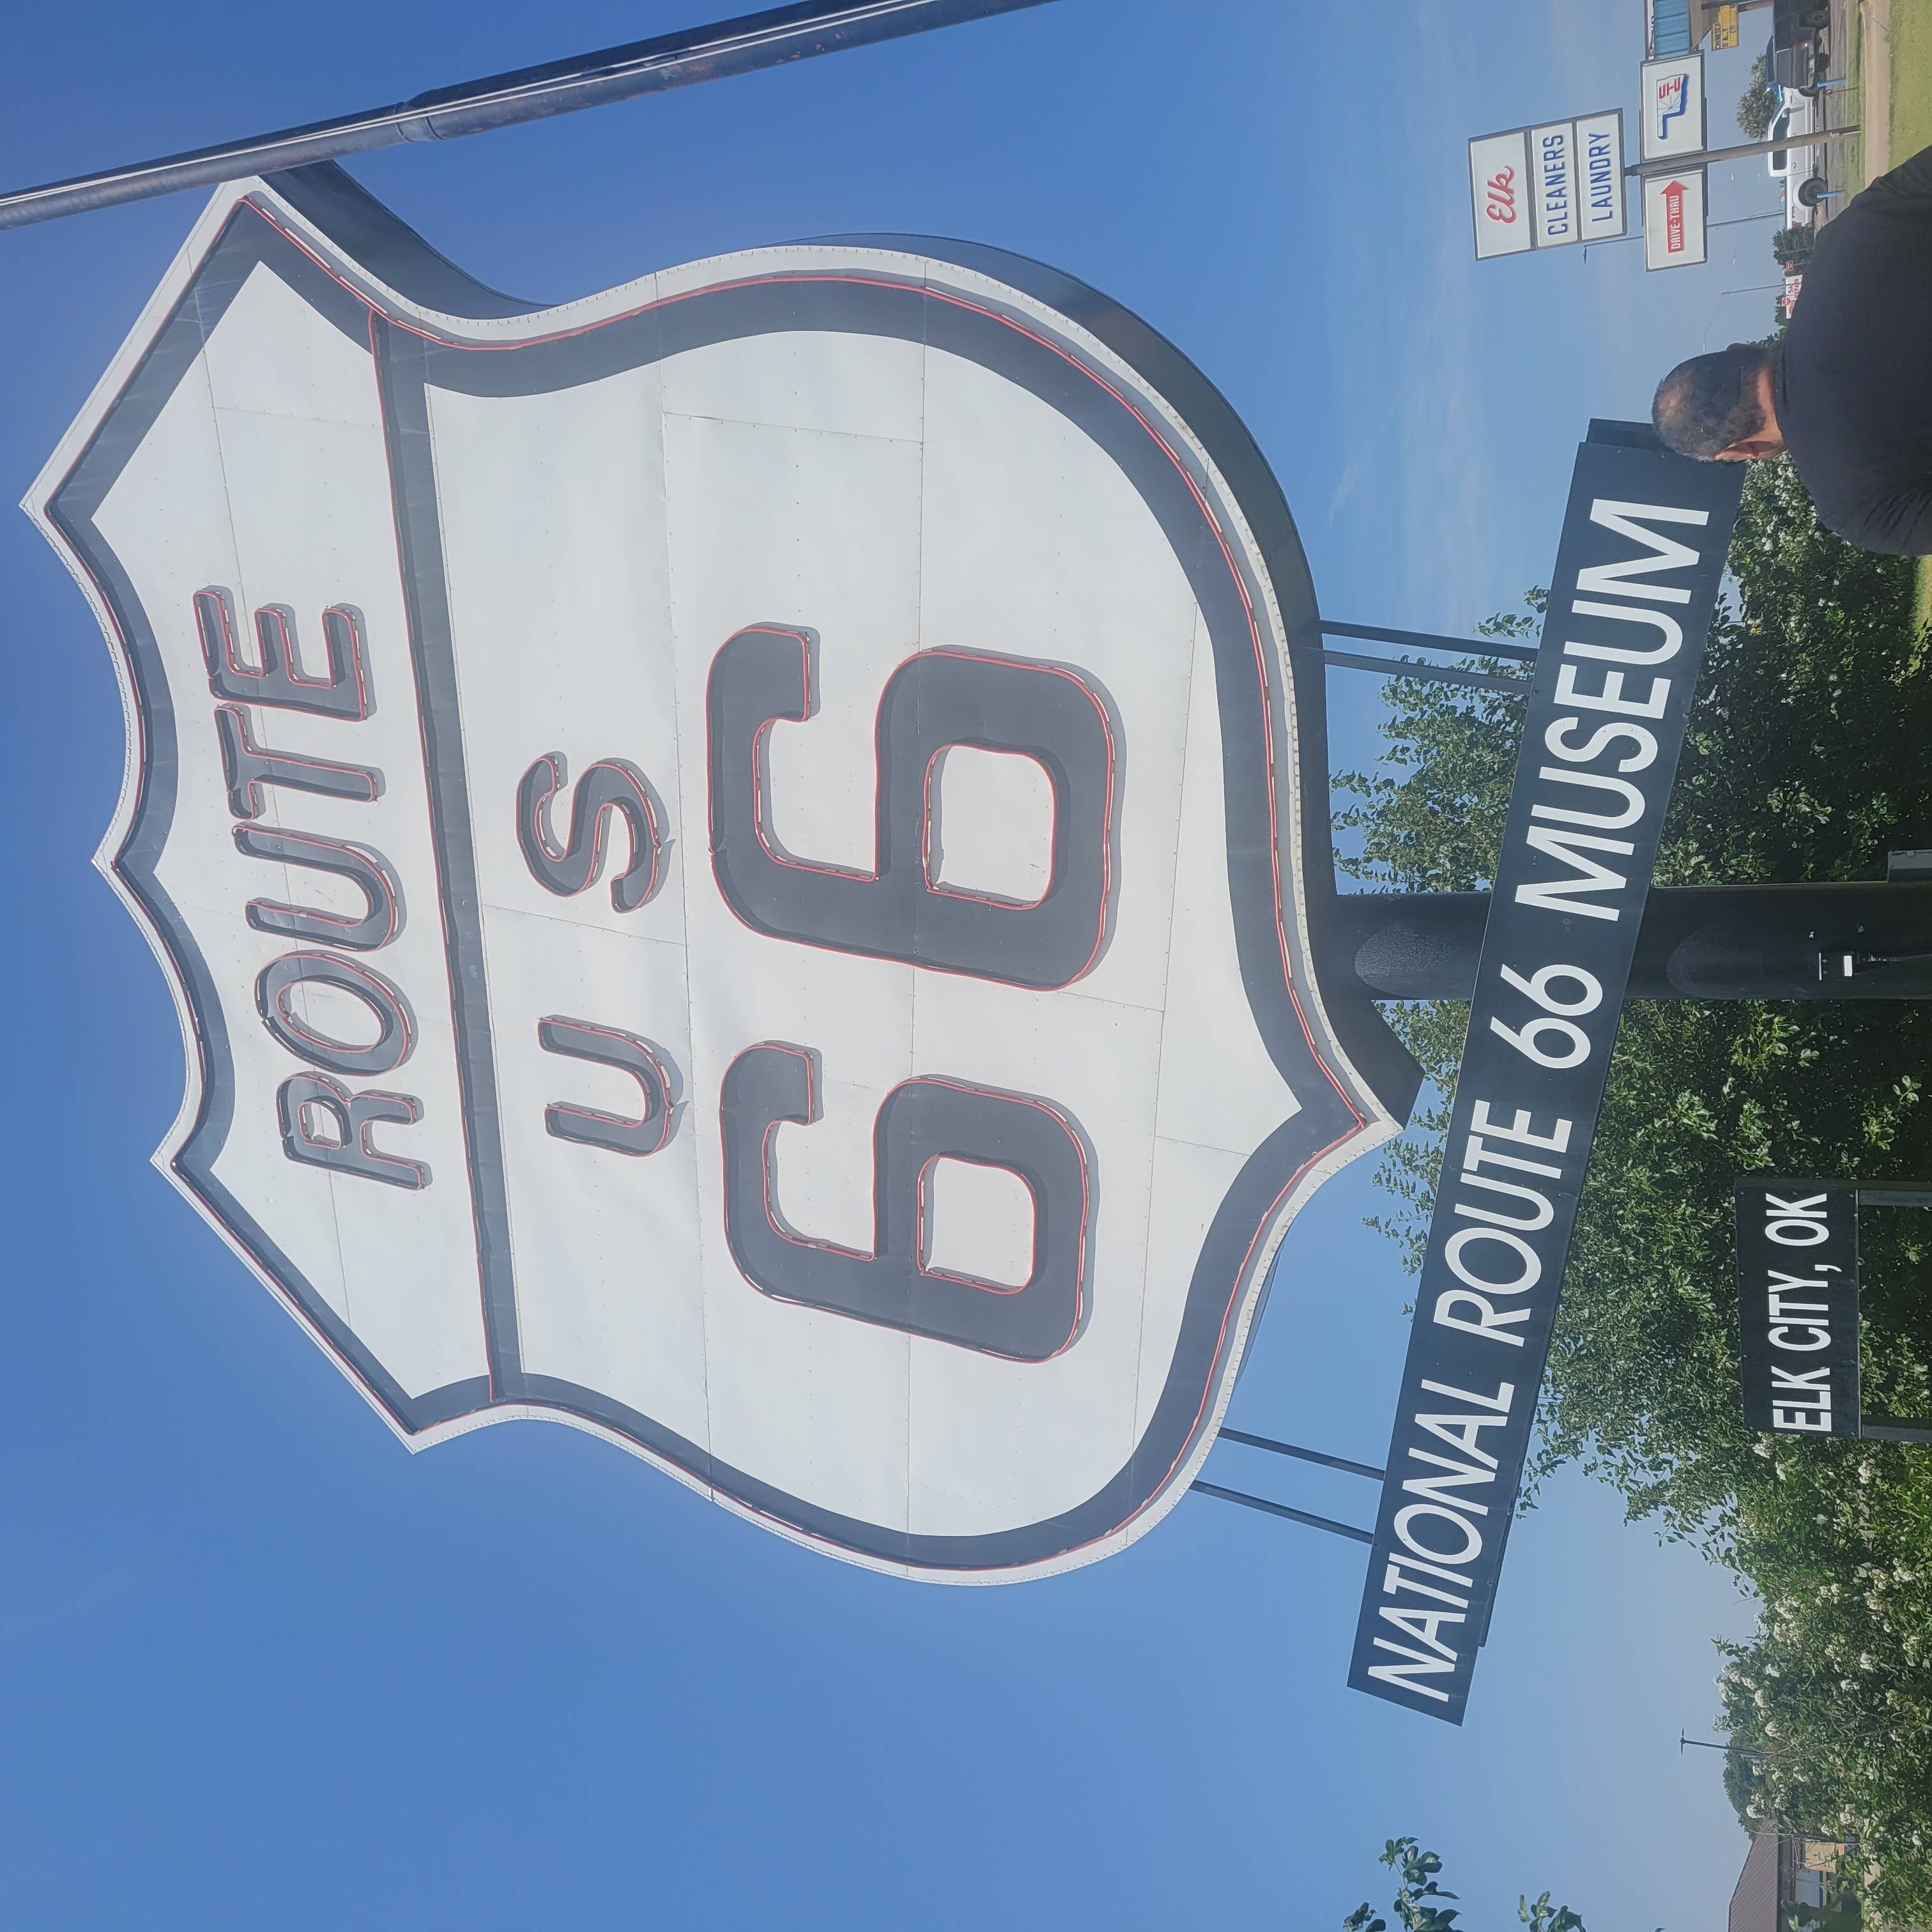 ROUTE
U S
66
NATIONAL ROUTE 66 MUSEUM
ELK CITY, OK
Elk
CLEANERS
LAUNDRY
DRIVE-THRU